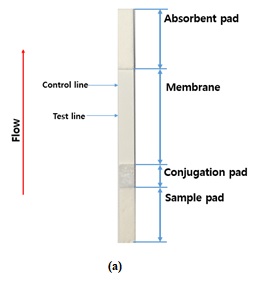 Absorbent pad
Control line
Membrane
Test line
Flow
Conjugation pad
Sample pad
(a)